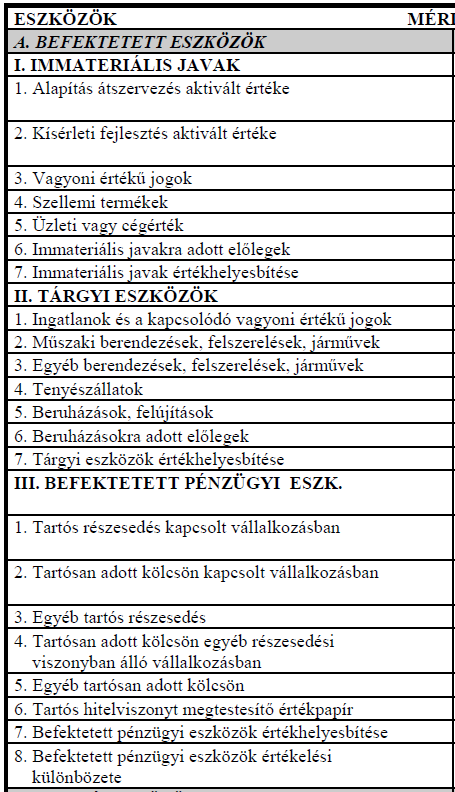 ESZKÖZÖK
A. BEFEKTETETT ESZKÖZÖK
I. IMMATERIÁLIS JAVAK
1. Alapítás átszervezés aktivált értéke
2. Kísérleti fejlesztés aktivált értéke
3. Vagyoni értékű jogok
4. Szellemi termékek
5. Üzleti vagy cégérték
6. Immateriális javakra adott előlegek
7. Immateriális javak értékhelyesbítése
II. TÁRGYI ESZKÖZÖK
1. Ingatlanok és a kapcsolódó vagyoni értékű jogok
2. Műszaki berendezések, felszerelések, járművek
3. Egyéb berendezések, felszerelések, járművek
4. Tenyészállatok
5. Beruházások, felújítások
6. Beruházásokra adott előlegek
7. Tárgyi eszközök értékhelyesbítése
III. BEFEKTETETT PÉNZÜGYI ESZK.
1. Tartós részesedés kapcsolt vállalkozásban
2. Tartósan adott kölcsön kapcsolt vállalkozásban
3. Egyéb tartós részesedés
4. Tartósan adott kölcsön egyéb részesedési
viszonyban álló vállalkozásban
5. Egyéb tartósan adott kölcsön
6. Tartós hitelviszonyt megtestesítő értékpapír
7. Befektetett pénzügyi eszközök értékhelyesbítése
8. Befektetett pénzügyi eszközök értékelési
különbözete